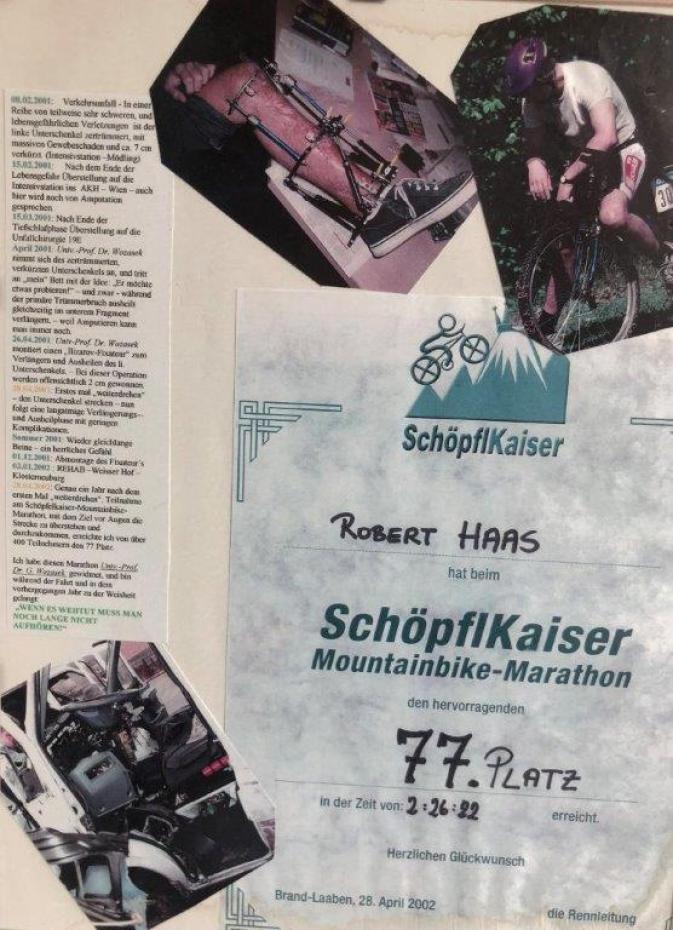 08.02.2001: Verkehrsunfall - In einer
Reihe von teilweise sehr schweren, und
lebensgefährlichen Verletzungen ist der
linke Unterschenkel zertrümmert, mit
massivem Gewebeschaden und ca. 7 cm
verkürzt. (Intensivstation –Mödling)
15.02.2001: Nach dem Ende der
Lebensgefahr Überstellung auf die
Intensivstation ins AKH – Wien – auch
hier wird noch von Amputation
gesprochen
15.03.2001: Nach Ende der
Tiefschlafphase Überstellung auf die
Unfallchirurgie 19E
April 2001: Univ.-Prof. Dr. Wozasek
nimmt sich des zertrümmerten,
verkürzten Unterschenkels an, und tritt
an „mein" Bett mit der Idee: „Er möchte
etwas probieren!" – und zwar - während
der primäre Trümmerbruch ausheilt
gleichzeitig im unterem Fragment
verlängern. – weil Amputieren kann
man immer noch.
26.04.2001: Univ-Prof. Dr. Wozasek
montiert einen „Ilizarov-Fixateur" zum
Verlängern und Ausheilen des li.
Unterschenkels. – Bei dieser Operation
werden offensichtlich 2 cm gewonnen.
28.04.2001: Erstes mal „weiterdrehen"
- den Unterschenkel strecken – nun
folgt eine langatmige Verlängerungs–
und Ausheilphase mit geringen
Komplikationen.
Sommer 2001: Wieder gleichlange
Beine – ein herrliches Gefühl
01.12.2001: Abmontage des Fixateur´s
03.01.2002: REHAB –Weisser Hof –
Klosterneuburg
28.04.2002: Genau ein Jahr nach dem
ersten Mal „weiterdrehen". Teilnahme
am Schöpflkaiser-Mountainbike-
Marathon, mit dem Ziel vor Augen die
Strecke zu überstehen und
durchzukommen, erreichte ich von über
400 Teilnehmern den 77 Platz.
Ich habe diesen Marathon Univ.-Prof.
Dr. G. Wozasek, gewidmet, und bin
während der Fahrt und in dem
vorhergegangen Jahr zu der Weisheit
gelangt:
„WENN ES WEHTUT MUSS MAN
NOCH LANGE NICHT
AUFHÖREN!"
30
SchöpflKaiser
ROBERT HAAS
hat beim
SchöpflKaiser
Mountainbike-Marathon
den hervorragenden
77. PLATZ
in der Zeit von: 2:26:22 erreicht.
Herzlichen Glückwunsch
Brand-Laaben, 28. April 2002
die Rennleitung